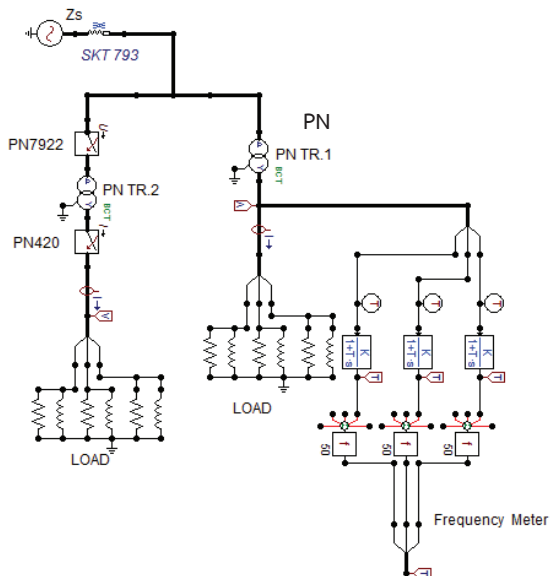 Zs
SKT 793
PN
PN7922
PN TR.1
BCT
PN TR.2
BCT
PN420
I
V
I
V
T
T
T
K
1+T·s
K
1+T·s
K
1+T·s
T
T
T
LOAD
f
50
f
50
f
50
LOAD
Frequency Meter
T